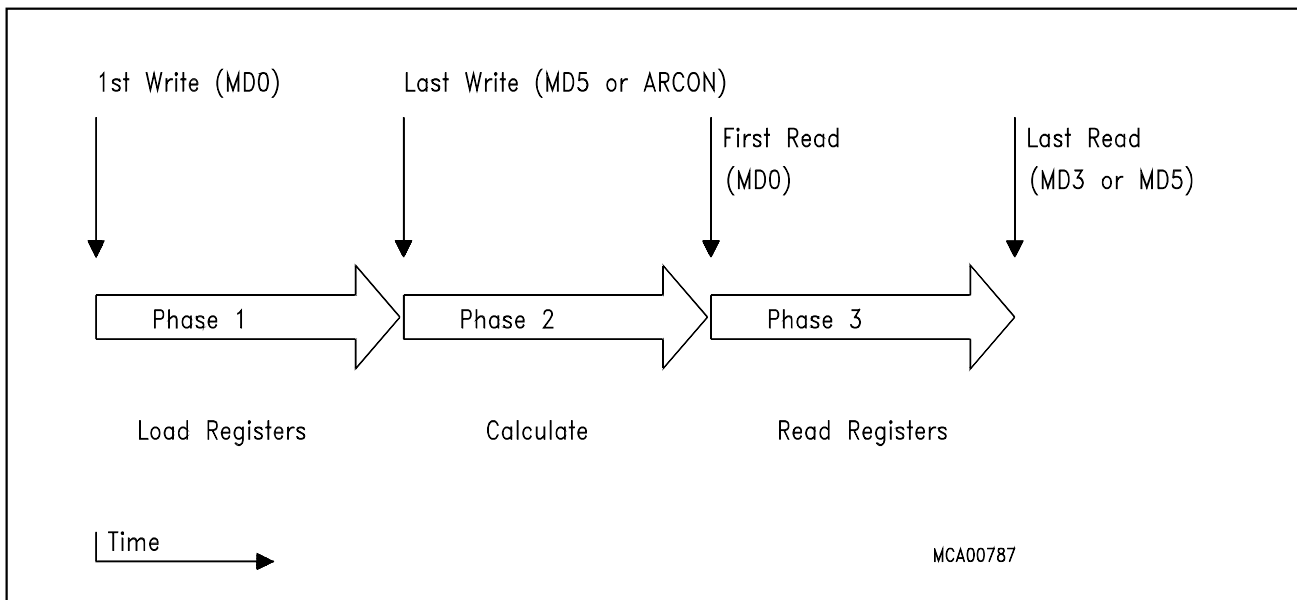 1st Write (MD0)
Last Write (MD5 or ARCON)
First Read
(MD0)
Last Read
(MD3 or MD5)
Phase 1
Phase 2
Phase 3
Load Registers
Calculate
Read Registers
Time
MCA00787